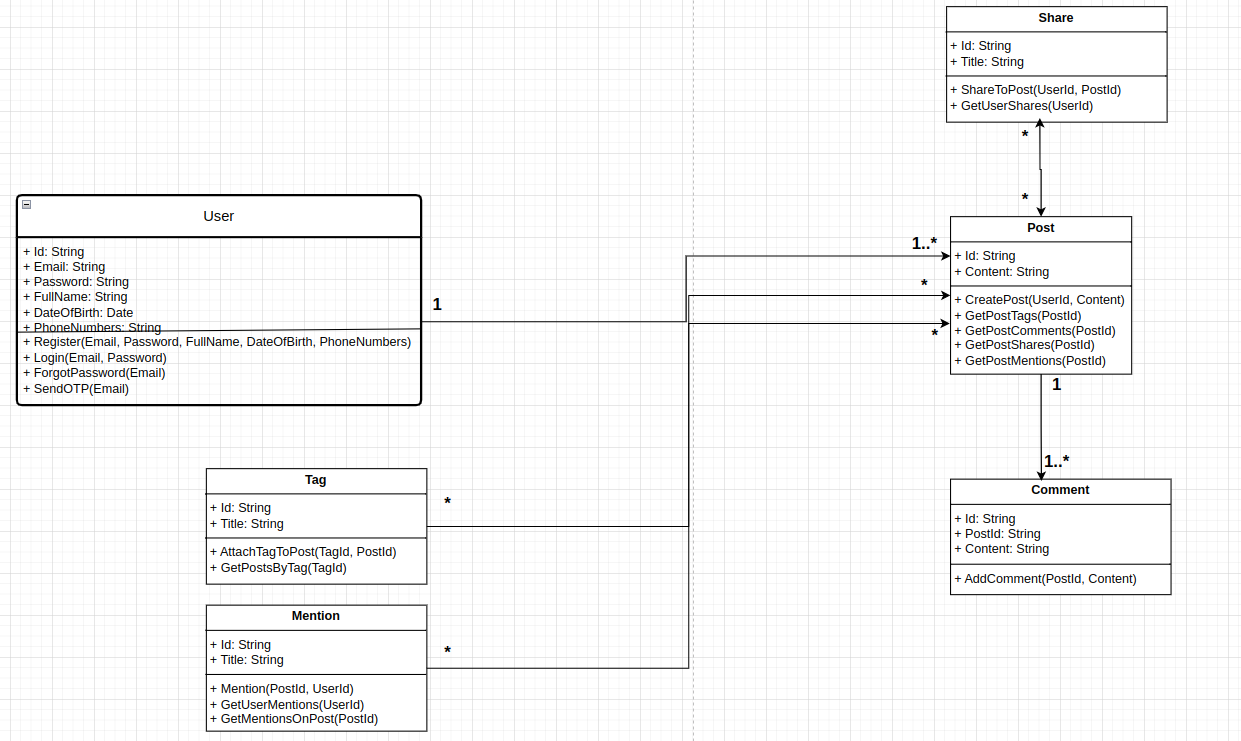 Share
+ Id: String
+ Title: String
+ ShareToPost(UserId, PostId)
+ GetUserShares(UserId)
*
*
User
+ Id: String
+ Email: String
+ Password: String
+ FullName: String
+ DateOfBirth: Date
+ PhoneNumbers: String
+ Register(Email, Password, FullName, DateOfBirth, PhoneNumbers)
+ Login(Email, Password)
+ ForgotPassword(Email)
+ SendOTP(Email)
1
1..*
*
*
Post
+ Id: String
+ Content: String
+ CreatePost(UserId, Content)
+ GetPostTags(PostId)
+ GetPostComments(PostId)
+ GetPostShares(PostId)
+ GetPostMentions(PostId)
1
1..*
Tag
+ Id: String
+ Title: String
+ AttachTagToPost(TagId, PostId)
+ GetPostsByTag(TagId)
*
Comment
+ Id: String
+ PostId: String
+ Content: String
+ AddComment(PostId, Content)
Mention
+ Id: String
+ Title: String
+ Mention(PostId, UserId)
+ GetUserMentions(UserId)
+ GetMentionsOnPost(PostId)
*